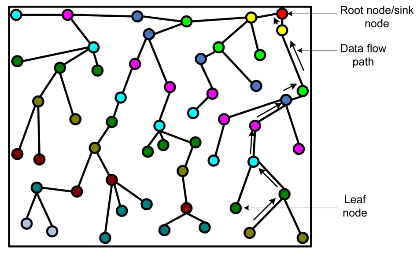 Root node/sink
node
Data flow
path
Leaf
node